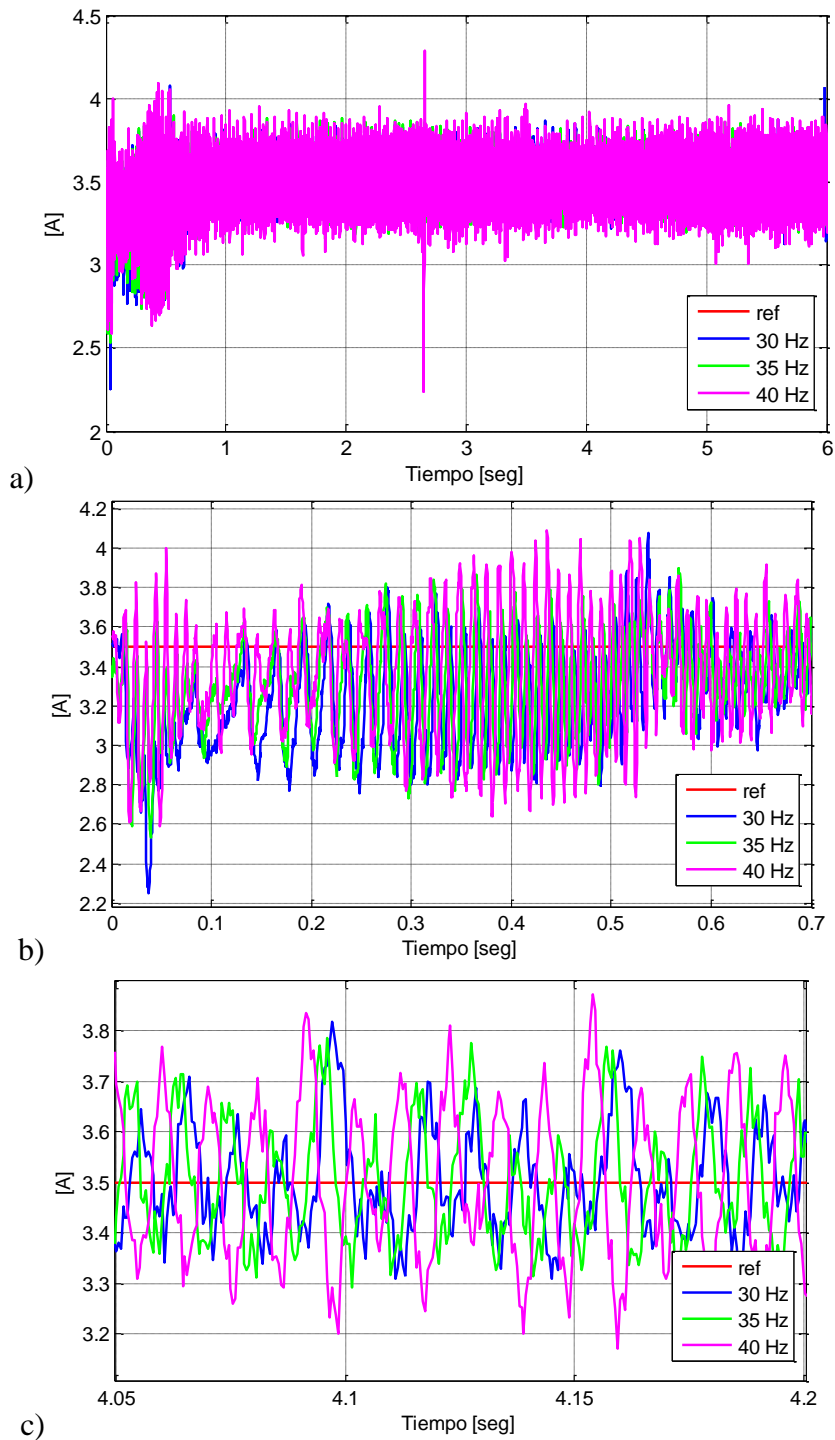 4.5
4
3.5
3
2.5
2
[A]
0
1
2
3
4
5
6
Tiempo [seg]
ref
30 Hz
35 Hz
40 Hz
a)
4.2
4
3.8
3.6
3.4
3.2
3
2.8
2.6
2.4
2.2
[A]
0
0.1
0.2
0.3
0.4
0.5
0.6
0.7
Tiempo [seg]
ref
30 Hz
35 Hz
40 Hz
b)
3.8
3.7
3.6
3.5
3.4
3.3
3.2
[A]
4.05
4.1
4.15
4.2
Tiempo [seg]
ref
30 Hz
35 Hz
40 Hz
c)